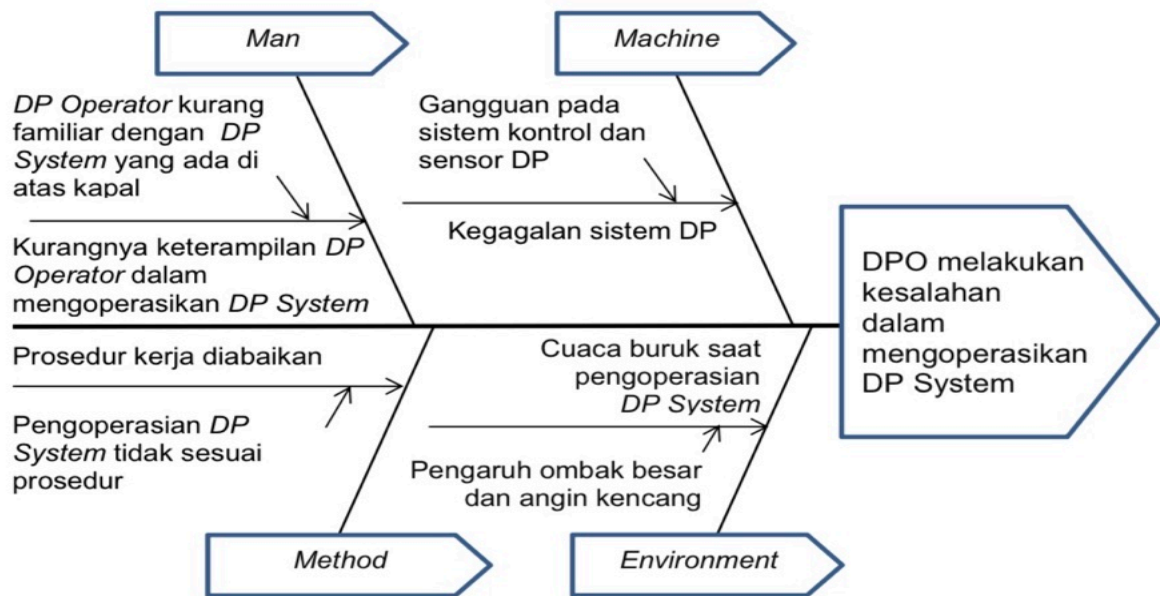 Man
Machine
DP Operator kurang
familiar dengan DP
System yang ada di
atas kapal
Kurangnya keterampilan DP
Operator dalam
mengoperasikan DP System
Gangguan pada
sistem kontrol dan
sensor DP
Kegagalan sistem DP
DPO melakukan
kesalahan
dalam
mengoperasikan
DP System
Prosedur kerja diabaikan
Pengoperasian DP
System tidak sesuai
prosedur
Cuaca buruk saat
pengoperasian
DP System
Pengaruh ombak besar
dan angin kencang
Method
Environment